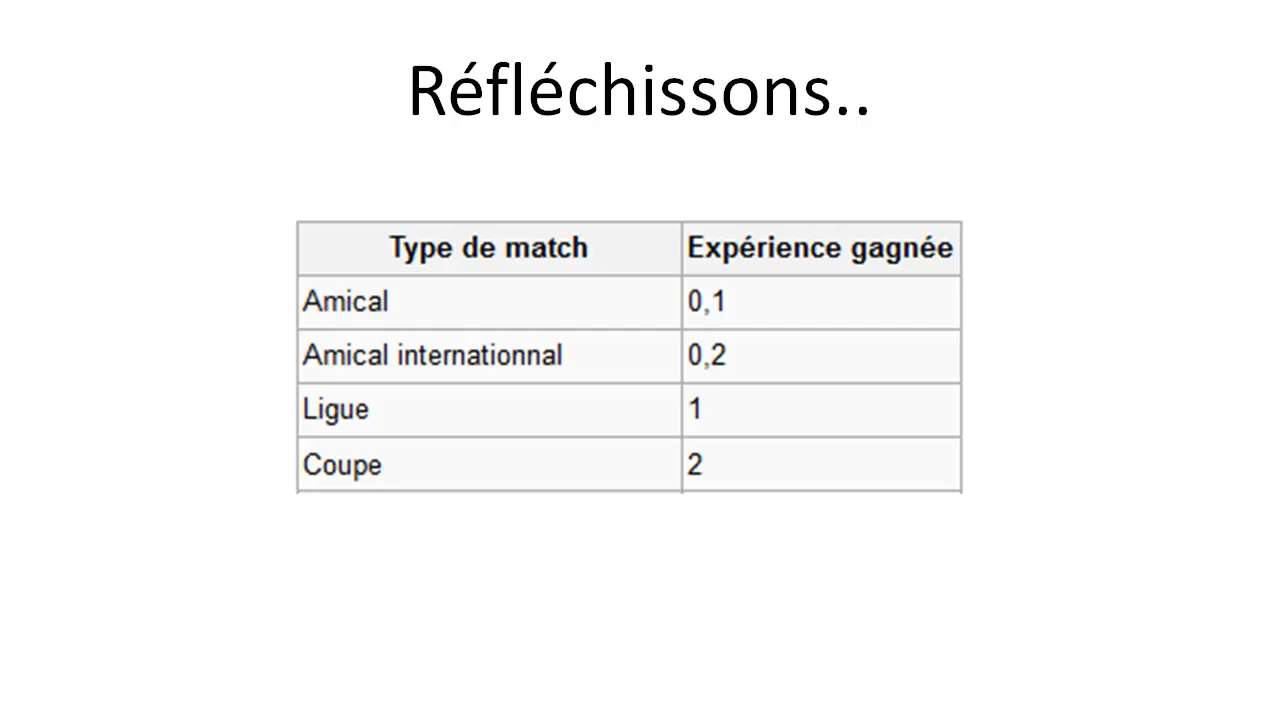 Réfléchissons..
Type de match Expérience gagnée
Amical 0,1
Amical internationnal 0,2
Ligue 1
Coupe 2